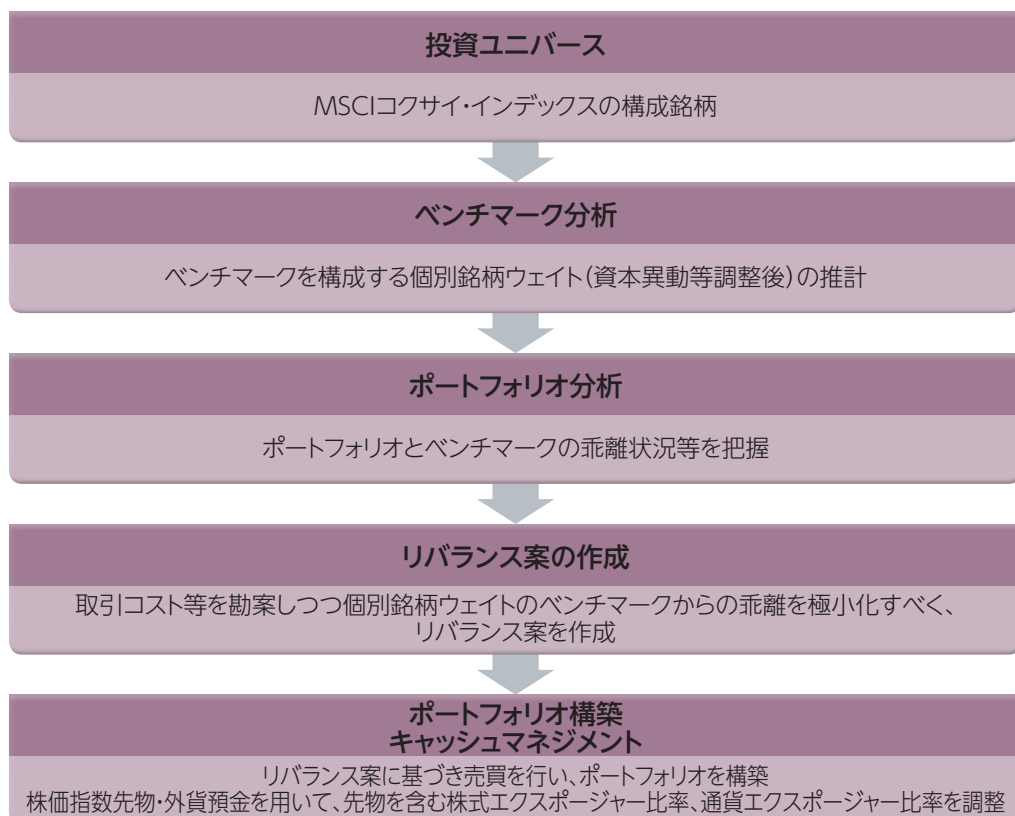 投資ユニバース
MSCIコクサイ・インデックスの構成銘柄
ベンチマーク分析
ベンチマークを構成する個別銘柄ウェイト(資本異動等調整後)の推計
ポートフォリオ分析
ポートフォリオとベンチマークの乖離状況等を把握
リバランス案の作成
取引コスト等を勘案しつつ個別銘柄ウェイトのベンチマークからの乖離を極小化すべく、
リバランス案を作成
ポートフォリオ構築
キャッシュマネジメント
リバランス案に基づき売買を行い、ポートフォリオを構築
株価指数先物・外貨預金を用いて、先物を含む株式エクスポージャー比率、通貨エクスポージャー比率を調整